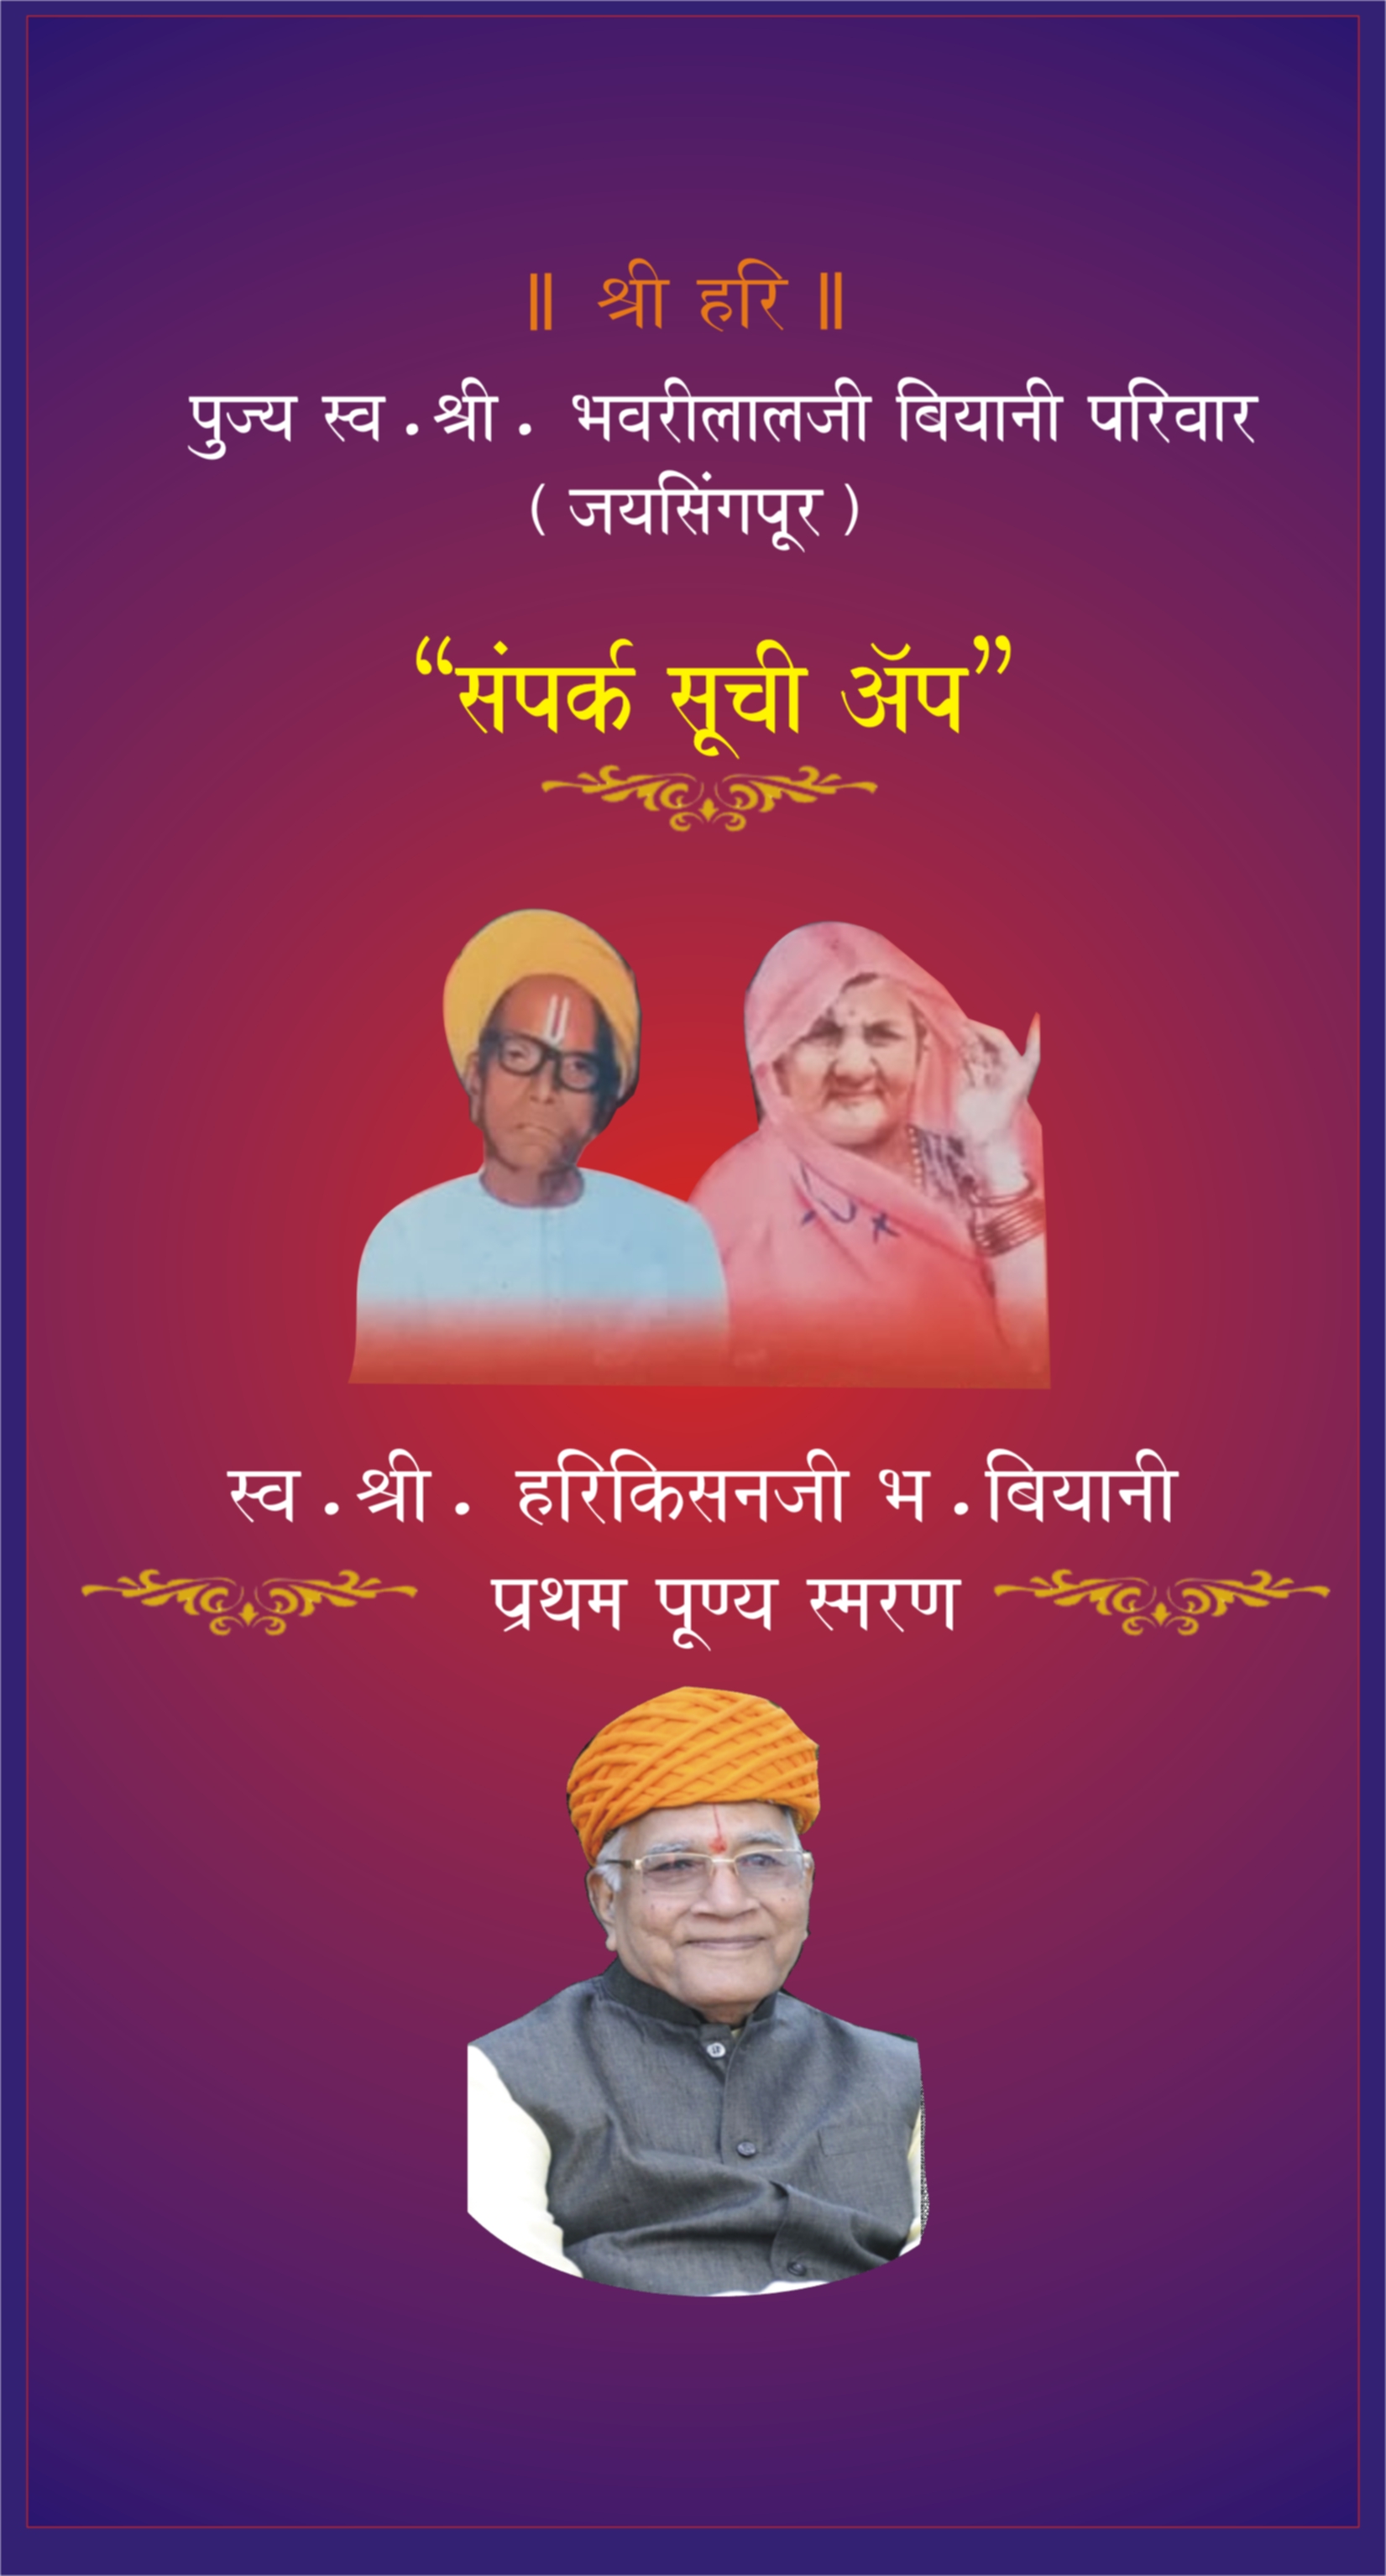 ॥ श्री हरि ॥
पुज्य स्व . श्री . भवरीलालजी बियानी परिवार
( जयसिंगपूर )
“संपर्क सूची ॲप”
स्व . श्री . हरिकिसनजी भ . बियानी
प्रथम पूण्य स्मरण